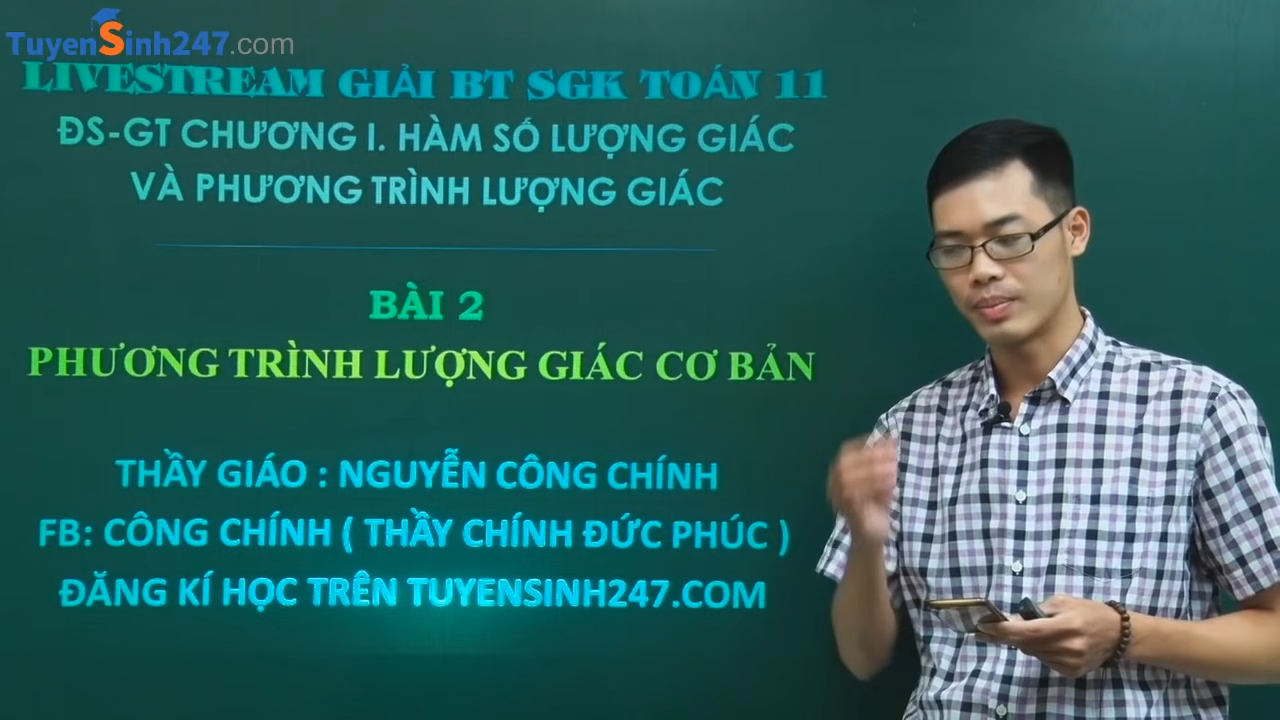 TuyenSinh247.com
LIVESTREAM GIẢI BT SGK TOÁN 11
ĐS-GT CHƯƠNG I. HÀM SỐ LƯỢNG GIÁC
VÀ PHƯƠNG TRÌNH LƯỢNG GIÁC
BÀI 2
PHƯƠNG TRÌNH LƯỢNG GIÁC CƠ BẢN
THẦY GIÁO : NGUYỄN CÔNG CHÍNH
FB: CÔNG CHÍNH ( THẦY CHÍNH ĐỨC PHÚC )
ĐĂNG KÍ HỌC TRÊN TUYENSINH247.COM